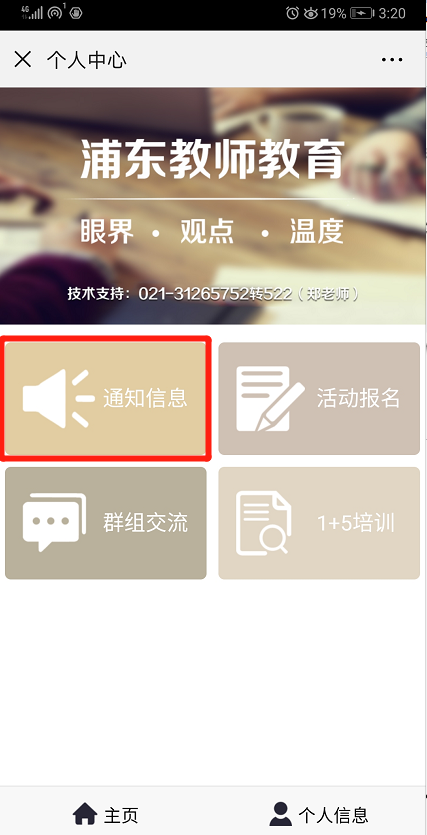 4G 1 19% 3:20
个人中心
浦东教师教育
眼界 • 观点 • 温度
技术支持：021-31265752转522（郑老师）
通知信息 活动报名
群组交流 1+5培训
主页 个人信息